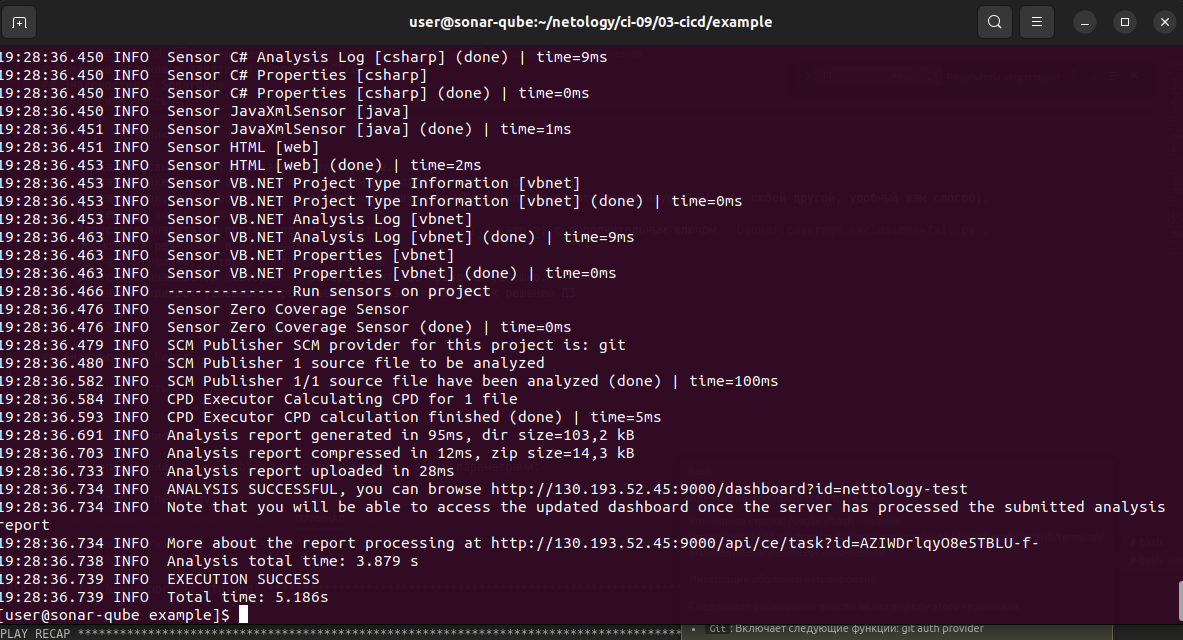 user@sonar-qube:~/netology/ci-09/03-cicd/example
19:28:36.450 INFO  Sensor C# Analysis Log [csharp] (done) | time=9ms
19:28:36.450 INFO  Sensor C# Properties [csharp]
19:28:36.450 INFO  Sensor C# Properties [csharp] (done) | time=0ms
19:28:36.450 INFO  Sensor JavaXmlSensor [java]
19:28:36.451 INFO  Sensor JavaXmlSensor [java] (done) | time=1ms
19:28:36.451 INFO  Sensor HTML [web]
19:28:36.453 INFO  Sensor HTML [web] (done) | time=2ms
19:28:36.453 INFO  Sensor VB.NET Project Type Information [vbnet]
19:28:36.453 INFO  Sensor VB.NET Project Type Information [vbnet] (done) | time=0ms
19:28:36.453 INFO  Sensor VB.NET Analysis Log [vbnet]
19:28:36.463 INFO  Sensor VB.NET Analysis Log [vbnet] (done) | time=9ms
19:28:36.463 INFO  Sensor VB.NET Properties [vbnet]
19:28:36.463 INFO  Sensor VB.NET Properties [vbnet] (done) | time=0ms
19:28:36.466 INFO  ------------- Run sensors on project
19:28:36.476 INFO  Sensor Zero Coverage Sensor
19:28:36.476 INFO  Sensor Zero Coverage Sensor (done) | time=0ms
19:28:36.479 INFO  SCM Publisher SCM provider for this project is: git
19:28:36.480 INFO  SCM Publisher 1 source file to be analyzed
19:28:36.582 INFO  SCM Publisher 1/1 source file have been analyzed (done) | time=100ms
19:28:36.584 INFO  CPD Executor Calculating CPD for 1 file
19:28:36.593 INFO  CPD Executor CPD calculation finished (done) | time=5ms
19:28:36.691 INFO  Analysis report generated in 95ms, dir size=103,2 kB
19:28:36.703 INFO  Analysis report compressed in 12ms, zip size=14,3 kB
19:28:36.733 INFO  Analysis report uploaded in 28ms
19:28:36.734 INFO  ANALYSIS SUCCESSFUL, you can browse http://130.193.52.45:9000/dashboard?id=nettology-test
19:28:36.734 INFO  Note that you will be able to access the updated dashboard once the server has processed the submitted analysis
report
19:28:36.734 INFO  More about the report processing at http://130.193.52.45:9000/api/ce/task?id=AZIWDrlqyO8e5TBLU-f-
19:28:36.738 INFO  Analysis total time: 3.879 s
19:28:36.739 INFO  EXECUTION SUCCESS
19:28:36.739 INFO  Total time: 5.186s
[user@sonar-qube example]$
PLAY RECAP *********************************************************************
• Git: Включает следующие функции: git auth provider